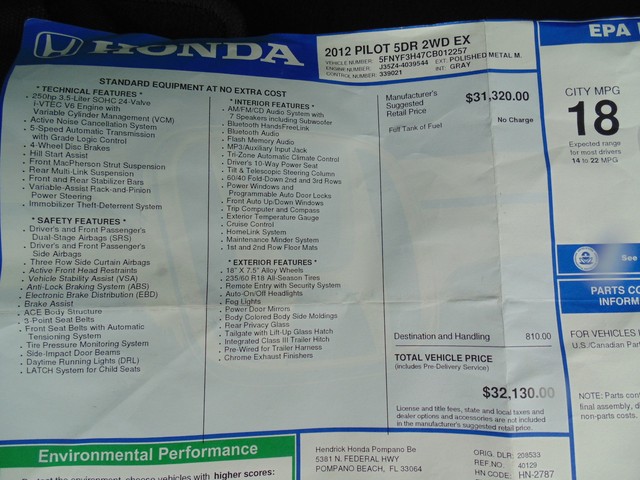 HONDA
2012 PILOT 5DR 2WD EX
VEHICLE NUMBER: 5FNYF3H47CB012257
ENGINE NUMBER: J35Z4-4039544 EXT: POLISHED METAL M.
CONTROL NUMBER: 339021 INT: GRAY
STANDARD EQUIPMENT AT NO EXTRA COST
* TECHNICAL FEATURES *
250hp 3.5-Liter SOHC 24-Valve
i-VTEC V6 Engine with
Variable Cylinder Management (VCM)
Active Noise Cancellation System
5-Speed Automatic Transmission
with Grade Logic Control
4-Wheel Disc Brakes
Hill Start Assist
Front MacPherson Strut Suspension
Rear Multi-Link Suspension
Front and Rear Stabilizer Bars
Variable-Assist Rack-and-Pinion
Power Steering
Immobilizer Theft-Deterrent System
* SAFETY FEATURES *
Driver's and Front Passenger's
Dual-Stage Airbags (SRS)
Driver's and Front Passenger's
Side Airbags
Three Row Side Curtain Airbags
Active Front Head Restraints
Vehicle Stability Assist (VSA)
Anti-Lock Braking System (ABS)
Electronic Brake Distribution (EBD)
Brake Assist
ACE Body Structure
3-Point Seat Belts
Front Seat Belts with Automatic
Tensioning System
Tire Pressure Monitoring System
Side-Impact Door Beams
Daytime Running Lights (DRL)
LATCH System for Child Seats
* INTERIOR FEATURES *
AM/FM/CD Audio System with
7 Speakers including Subwoofer
Bluetooth HandsFreeLink
Bluetooth Audio
Flash Memory Audio
MP3/Auxiliary Input Jack
Tri-Zone Automatic Climate Control
Driver's 10-Way Power Seat
Tilt & Telescopic Steering Column
60/40 Fold-Down 2nd and 3rd Rows
Power Windows and
Programmable Auto Door Locks
Front Auto Up/Down Windows
Trip Computer and Compass
Exterior Temperature Gauge
Cruise Control
HomeLink System
Maintenance Minder System
1st and 2nd Row Floor Mats
* EXTERIOR FEATURES *
18" X 7.5" Alloy Wheels
235/60 R18 All-Season Tires
Remote Entry with Security System
Auto-On/Off Headlights
Fog Lights
Power Door Mirrors
Body Colored Body Side Moldings
Rear Privacy Glass
Tailgate with Lift-Up Glass Hatch
Integrated Class III Trailer Hitch
Pre-Wired for Trailer Harness
Chrome Exhaust Finishers
Manufacturer's
Suggested
Retail Price $31,320.00
No Charge
Full Tank of Fuel
Destination and Handling 810.00
TOTAL VEHICLE PRICE
(includes Pre-Delivery Service)
$32,130.00
License and title fees, state and local taxes and
dealer options and accessories are not included
in the manufacturer's suggested retail price.
EPA
CITY MPG
18
Expected range
for most drivers
14 to 22 MPG
See
PARTS CO
INFORM
FOR VEHICLES
U.S./Canadian Part
NOTE: Parts cont
final assembly, di
non-parts costs.
Environmental Performance
Protect the environment, choose vehicles with higher scores:
Hendrick Honda Pompano Be
5381 N. FEDERAL HWY
POMPANO BEACH, FL 33064
ORIG. DLR: 208533
REF.NO. 40129
HN CODE: HN-2787